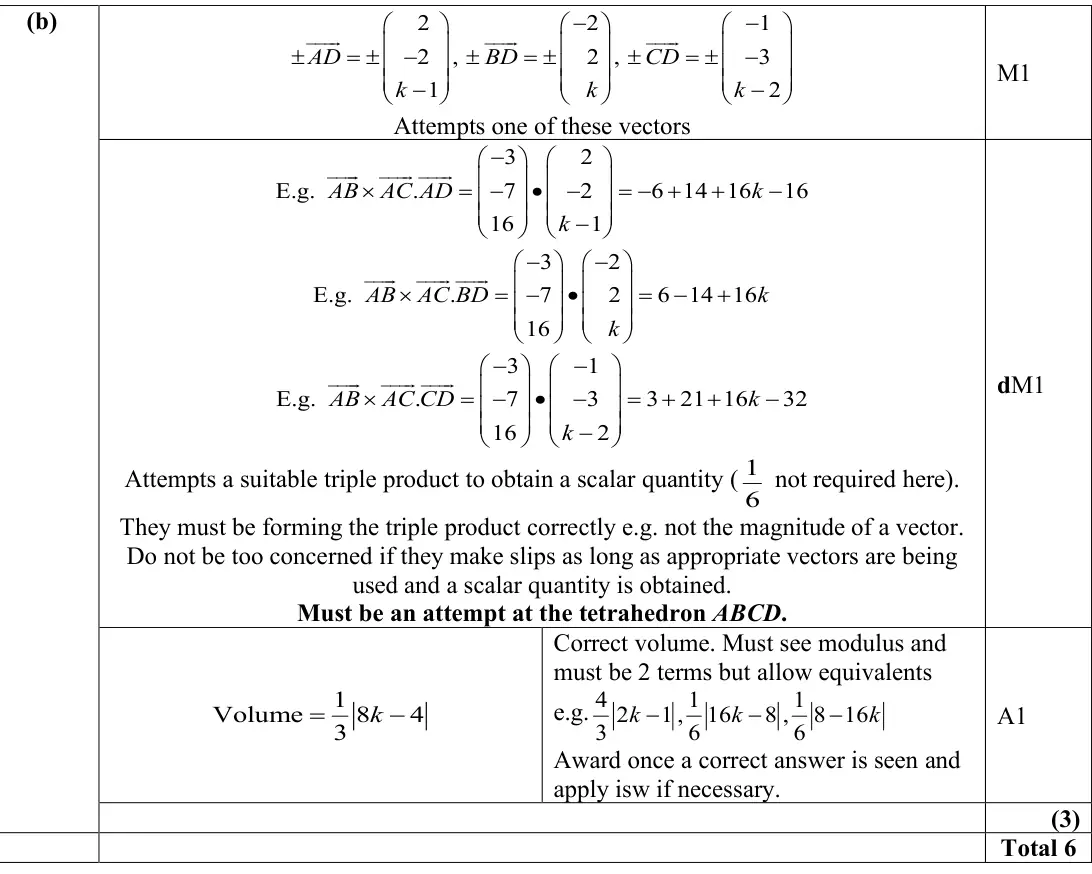 (b)
±AD = ±(2, −2, k − 1), ±BD = ±(−2, 2, k), ±CD = ±(−1, −3, k − 2)
M1
Attempts one of these vectors
E.g. AB × AC.AD = (−3, −7, 16) • (2, −2, k − 1) = −6 + 14 + 16k − 16
E.g. AB × AC.BD = (−3, −7, 16) • (−2, 2, k) = 6 − 14 + 16k
E.g. AB × AC.CD = (−3, −7, 16) • (−1, −3, k − 2) = 3 + 21 + 16k − 32
dM1
Attempts a suitable triple product to obtain a scalar quantity (1/6 not required here).
They must be forming the triple product correctly e.g. not the magnitude of a vector.
Do not be too concerned if they make slips as long as appropriate vectors are being
used and a scalar quantity is obtained.
Must be an attempt at the tetrahedron ABCD.
Volume = 1/3|8k − 4|
Correct volume. Must see modulus and
must be 2 terms but allow equivalents
e.g. 4/3|2k − 1|, 1/6|16k − 8|, 1/6|8 − 16k|
Award once a correct answer is seen and
apply isw if necessary.
A1
(3)
Total 6